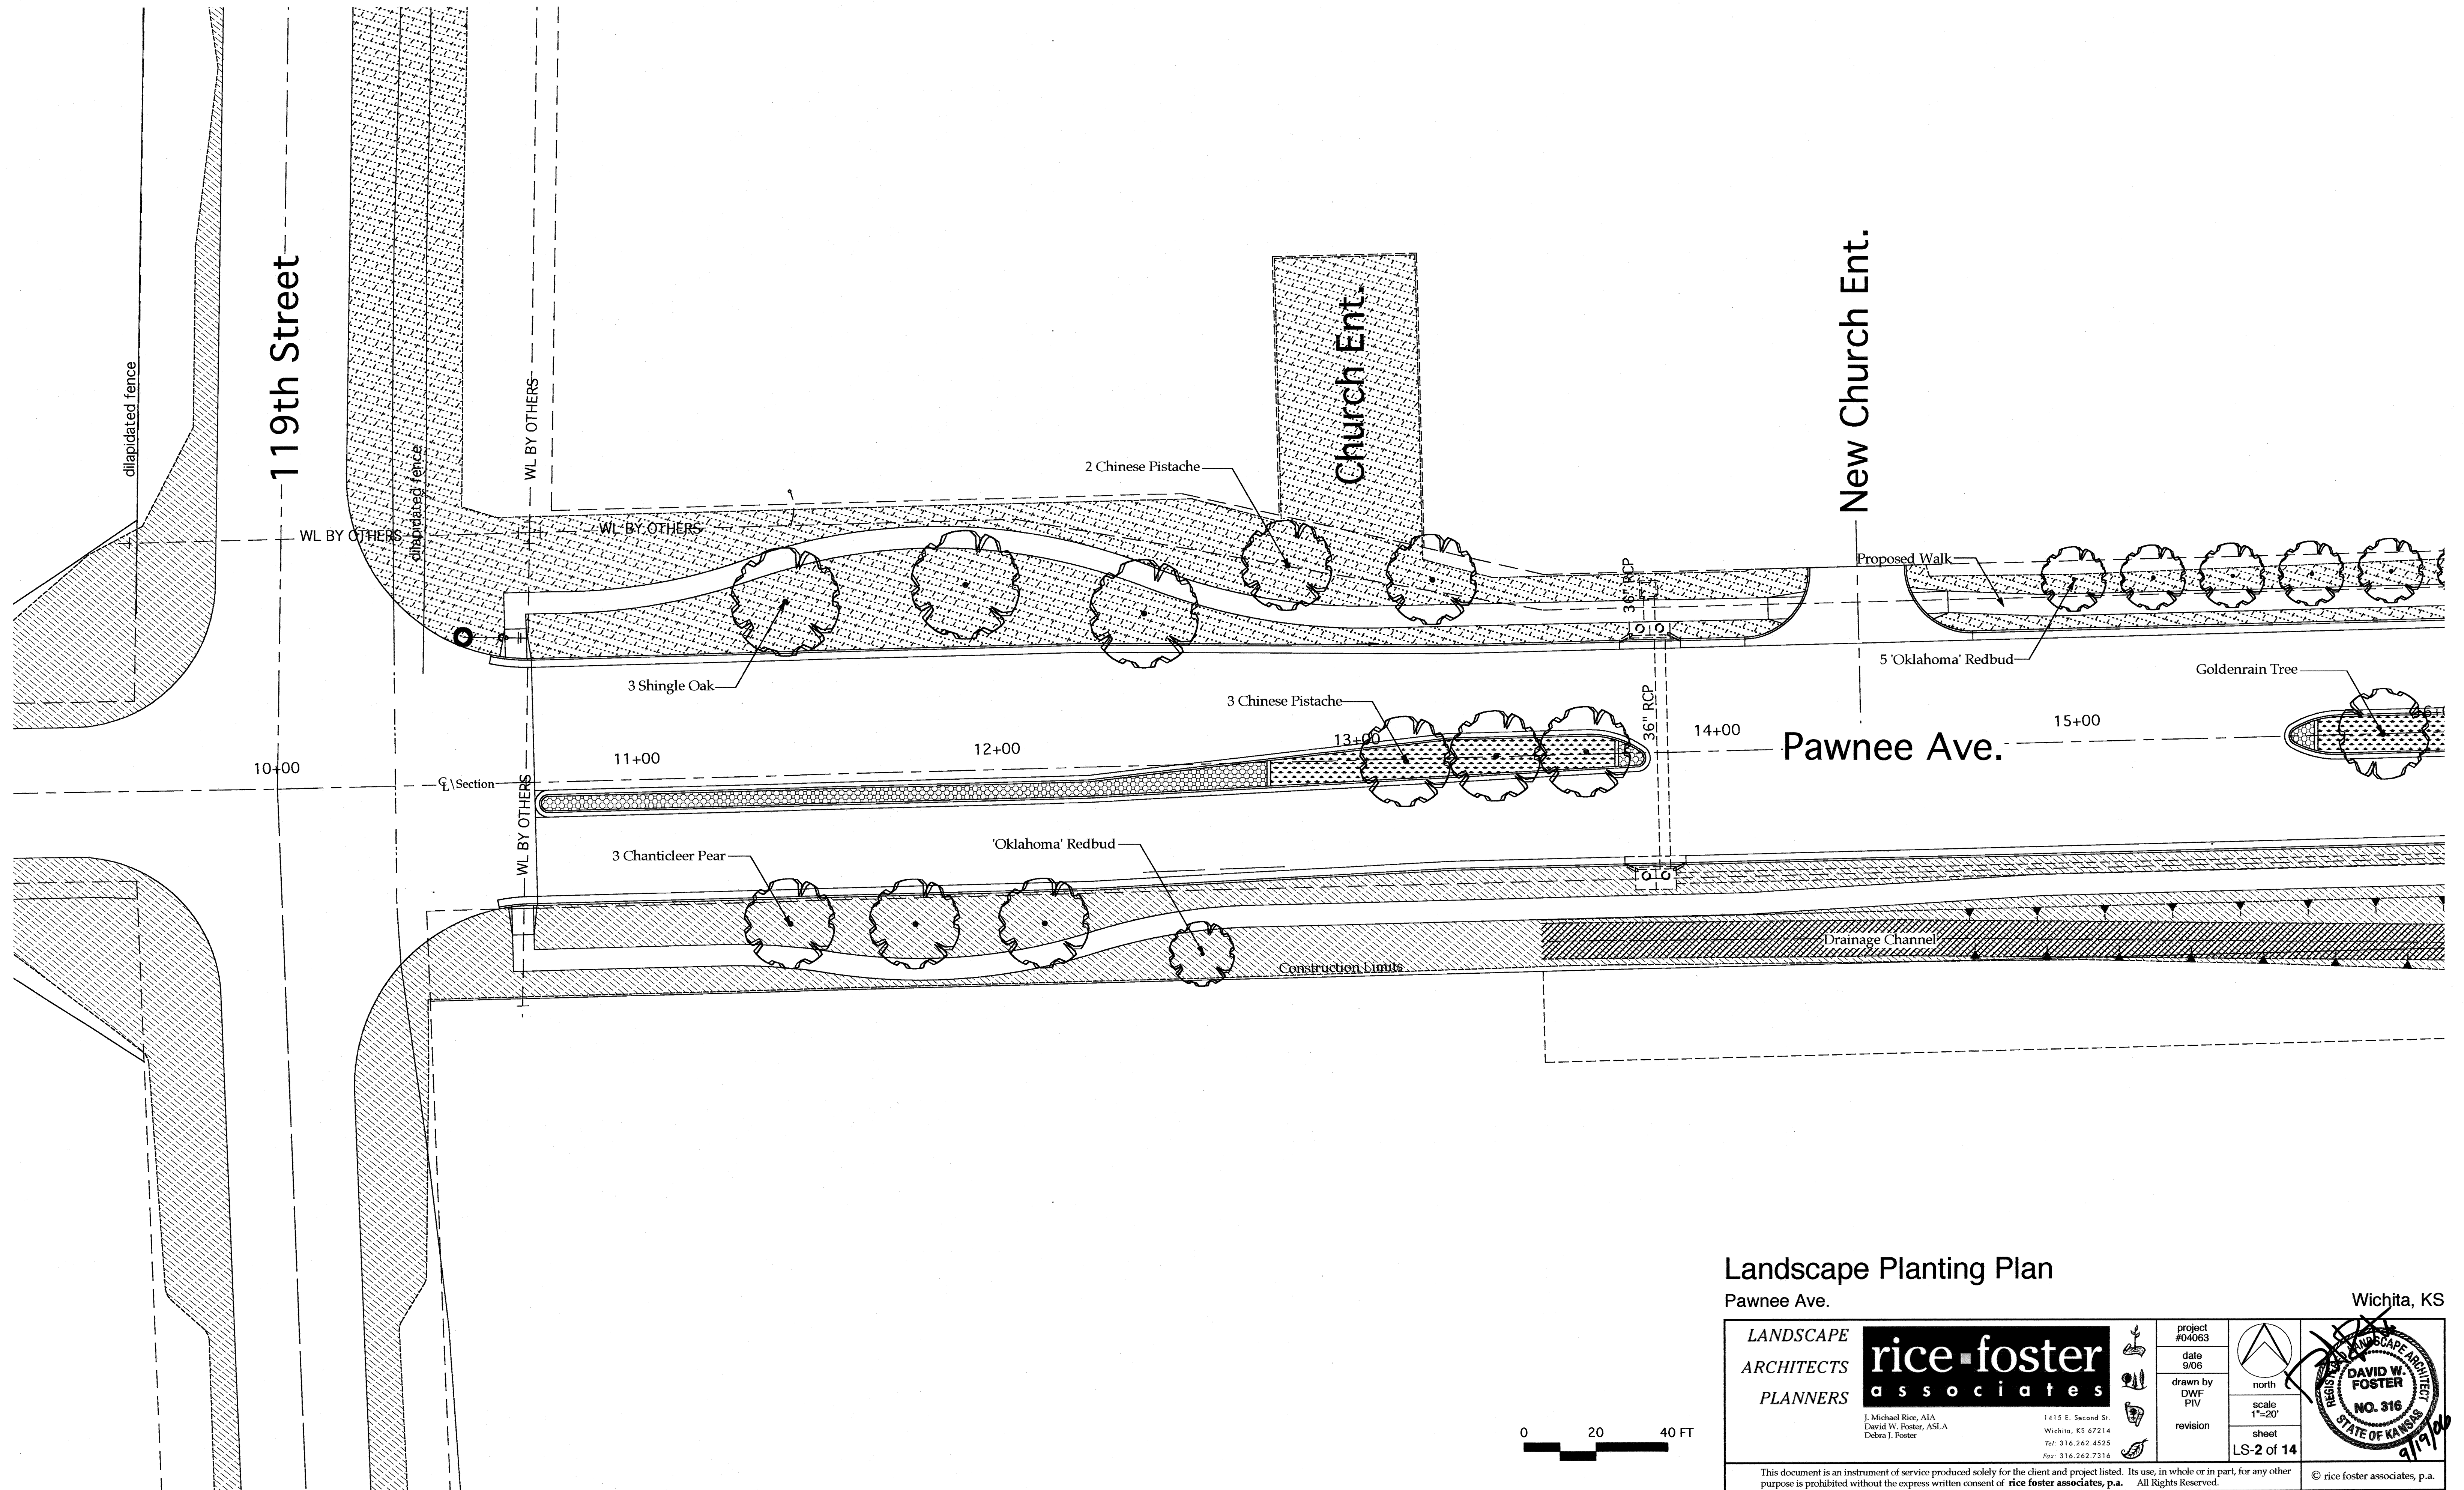 119th Street
dilapidated fence
dilapidated fence
WL BY OTHERS
Church Ent.
New Church Ent.
2 Chinese Pistache
WL BY OTHERS
WL BY OTHERS
Proposed Walk
36" RCP
3 Shingle Oak
5 'Oklahoma' Redbud
Goldenrain Tree
3 Chinese Pistache
36" RCP
10+00
11+00
12+00
13+00
14+00
15+00
Pawnee Ave.
℄\Section
WL BY OTHERS
3 Chanticleer Pear
'Oklahoma' Redbud
Drainage Channel
Construction Limits
Landscape Planting Plan
Pawnee Ave.
Wichita, KS
LANDSCAPE
ARCHITECTS
PLANNERS
rice foster
associates
J. Michael Rice, AIA
David W. Foster, ASLA
Debra J. Foster
1415 E. Second St.
Wichita, KS 67214
Tel: 316.262.4525
Fax: 316.262.7316
project
#04063
date
9/06
drawn by
DWF
PIV
revision
north
scale
1"=20'
sheet
LS-2 of 14
REGISTERED LANDSCAPE ARCHITECT
DAVID W.
FOSTER
NO. 316
STATE OF KANSAS
9/19/06
0 20 40 FT
This document is an instrument of service produced solely for the client and project listed. Its use, in whole or in part, for any other
purpose is prohibited without the express written consent of rice foster associates, p.a. All Rights Reserved.
© rice foster associates, p.a.